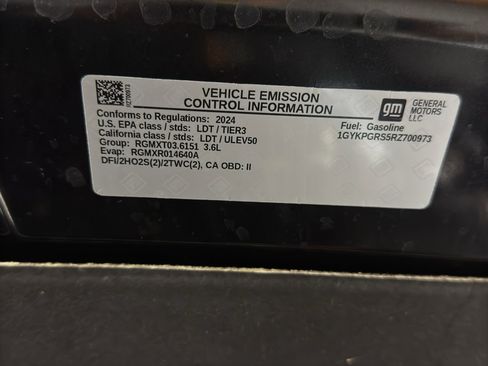 VEHICLE EMISSION
CONTROL INFORMATION
gm GENERAL
MOTORS
LLC
RZ700973
Conforms to Regulations: 2024
U.S. EPA class / stds: LDT / TIER3
California class / stds: LDT / ULEV50
Group: RGMXT03.6151 3.6L
Evap: RGMXR014640A
DFI/2HO2S(2)/2TWC(2), CA OBD: II
Fuel: Gasoline
1GYKPGRS5RZ700973